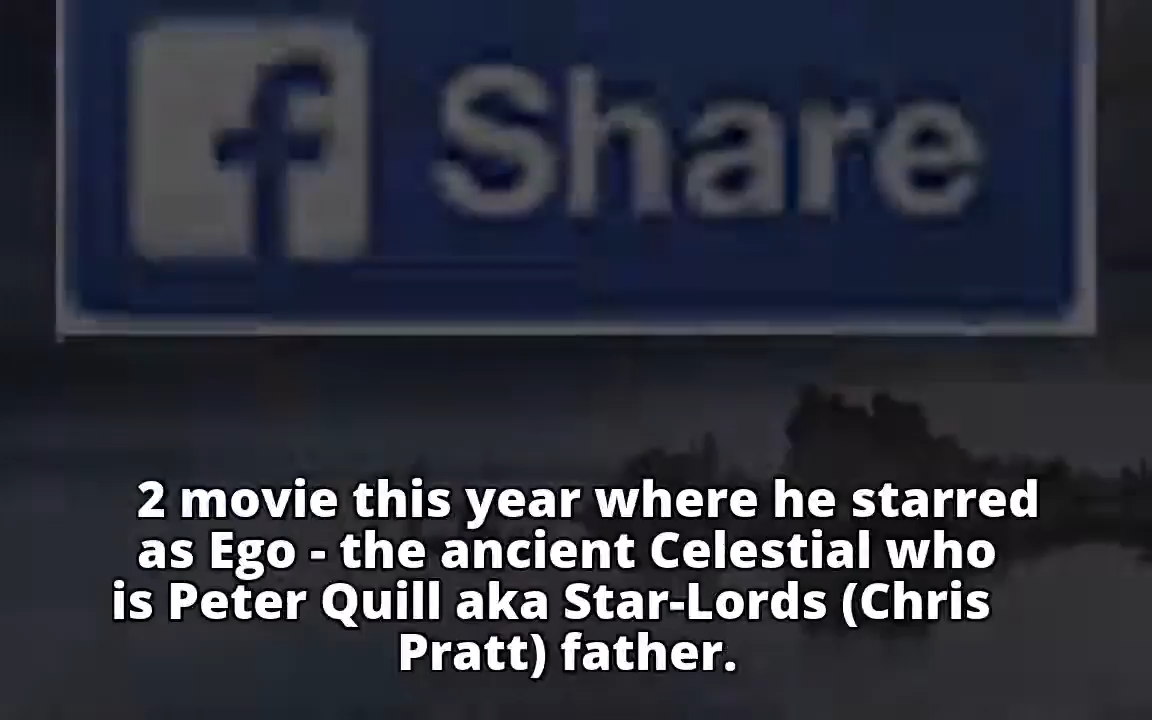 f Share
2 movie this year where he starred
as Ego - the ancient Celestial who
is Peter Quill aka Star-Lords (Chris
Pratt) father.